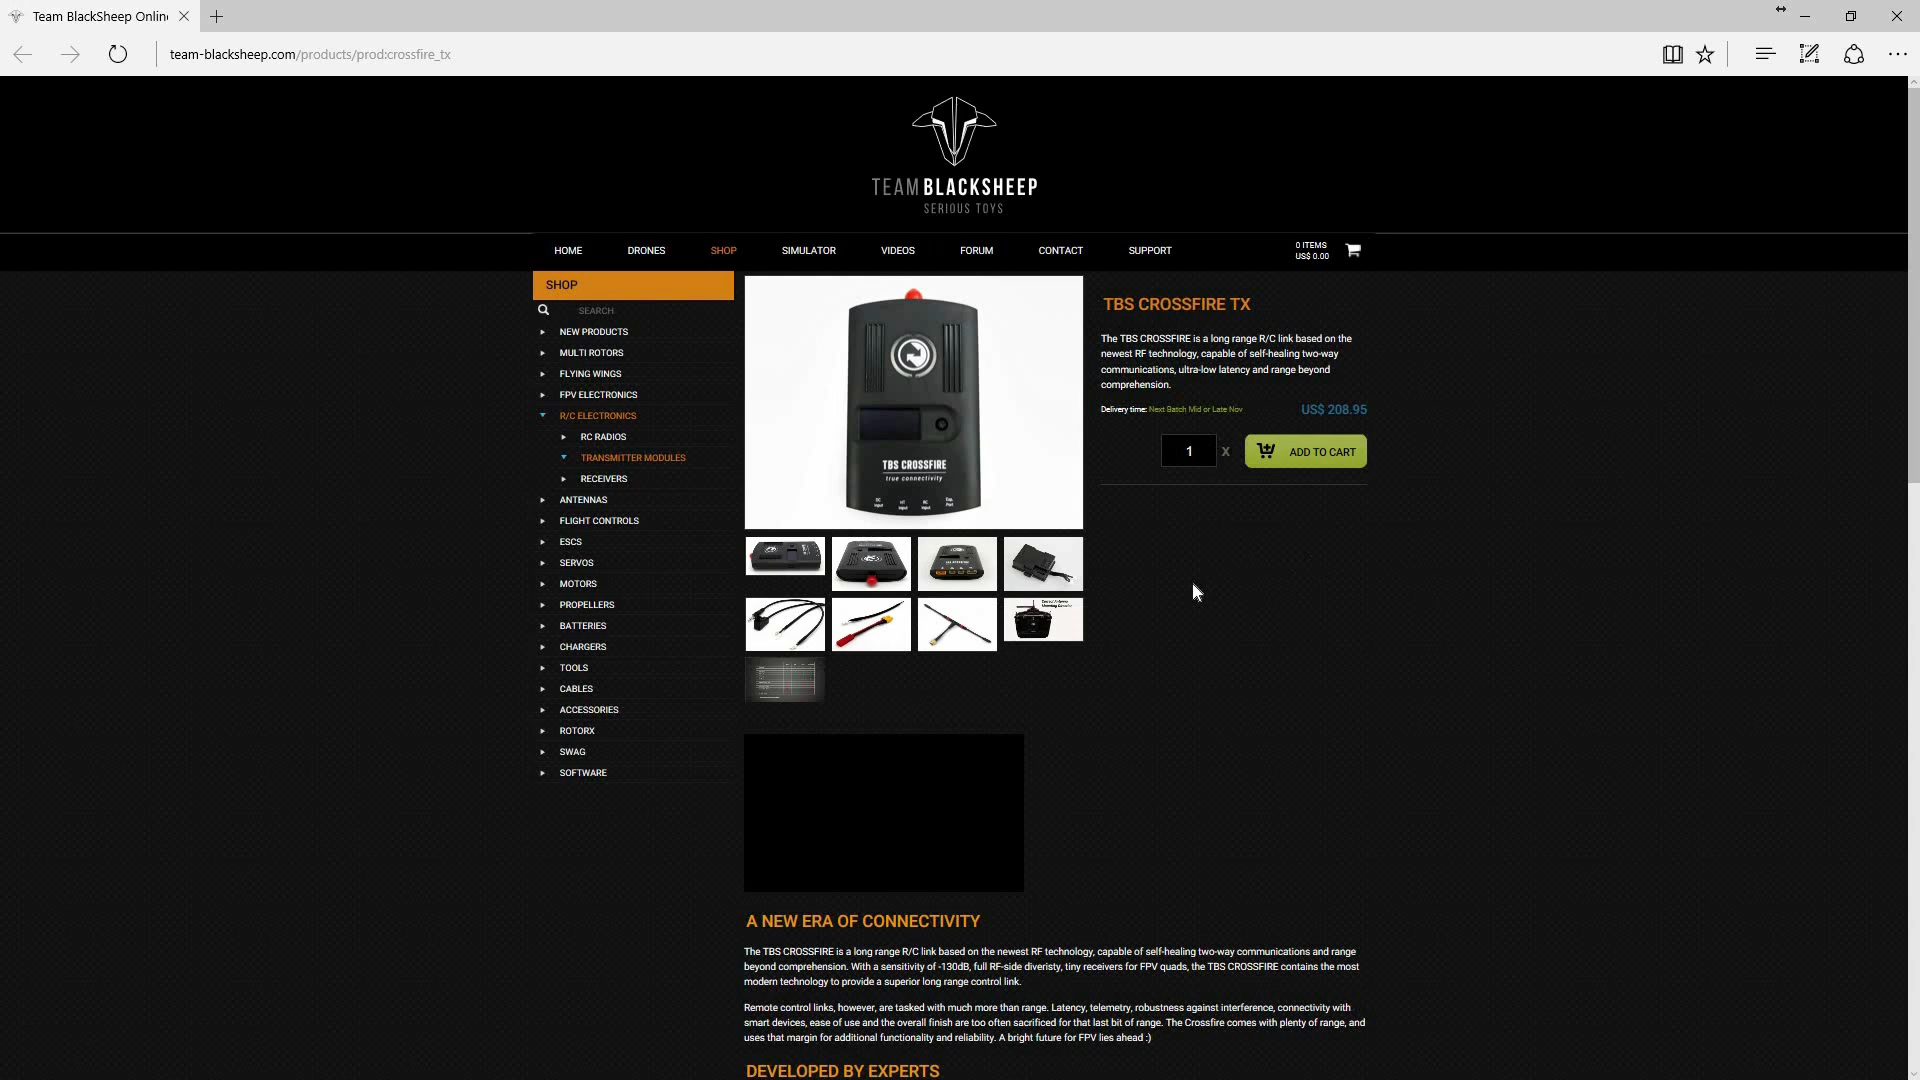 Team BlackSheep Onlin
team-blacksheep.com/products/prod:crossfire_tx
TEAM BLACKSHEEP
SERIOUS TOYS
HOME DRONES SHOP SIMULATOR VIDEOS FORUM CONTACT SUPPORT
0 ITEMS
US$ 0.00
SHOP
SEARCH
NEW PRODUCTS
MULTI ROTORS
FLYING WINGS
FPV ELECTRONICS
R/C ELECTRONICS
RC RADIOS
TRANSMITTER MODULES
RECEIVERS
ANTENNAS
FLIGHT CONTROLS
ESCS
SERVOS
MOTORS
PROPELLERS
BATTERIES
CHARGERS
TOOLS
CABLES
ACCESSORIES
ROTORX
SWAG
SOFTWARE
TBS CROSSFIRE
true connectivity
TBS CROSSFIRE TX
The TBS CROSSFIRE is a long range R/C link based on the
newest RF technology, capable of self-healing two-way
communications, ultra-low latency and range beyond
comprehension.
Delivery time: Next Batch Mid or Late Nov US$ 208.95
1 X ADD TO CART
A NEW ERA OF CONNECTIVITY
The TBS CROSSFIRE is a long range R/C link based on the newest RF technology, capable of self-healing two-way communications and range
beyond comprehension. With a sensitivity of -130dB, full RF-side diveristy, tiny receivers for FPV quads, the TBS CROSSFIRE contains the most
modern technology to provide a superior long range control link.
Remote control links, however, are tasked with much more than range. Latency, telemetry, robustness against interference, connectivity with
smart devices, ease of use and the overall finish are too often sacrificed for that last bit of range. The Crossfire comes with plenty of range, and
uses that margin for additional functionality and reliability. A bright future for FPV lies ahead :)
DEVELOPED BY EXPERTS